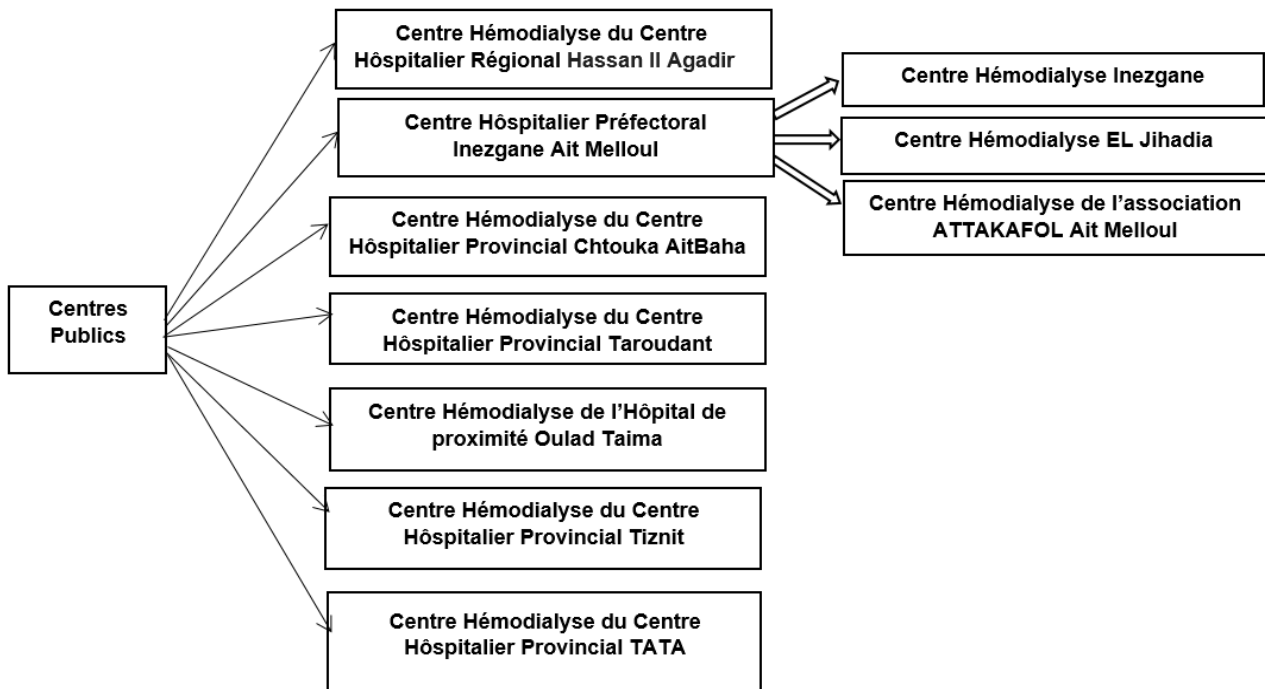 Centres
Publics
Centre Hémodialyse du Centre
Hôspitalier Régional Hassan II Agadir
Centre Hôspitalier Préfectoral
Inezgane Ait Melloul
Centre Hémodialyse du Centre
Hôspitalier Provincial Chtouka AitBaha
Centre Hémodialyse du Centre
Hôspitalier Provincial Taroudant
Centre Hémodialyse de l’Hôpital de
proximité Oulad Taima
Centre Hémodialyse du Centre
Hôspitalier Provincial Tiznit
Centre Hémodialyse du Centre
Hôspitalier Provincial TATA
Centre Hémodialyse Inezgane
Centre Hémodialyse EL Jihadia
Centre Hémodialyse de l’association
ATTAKAFOL Ait Melloul